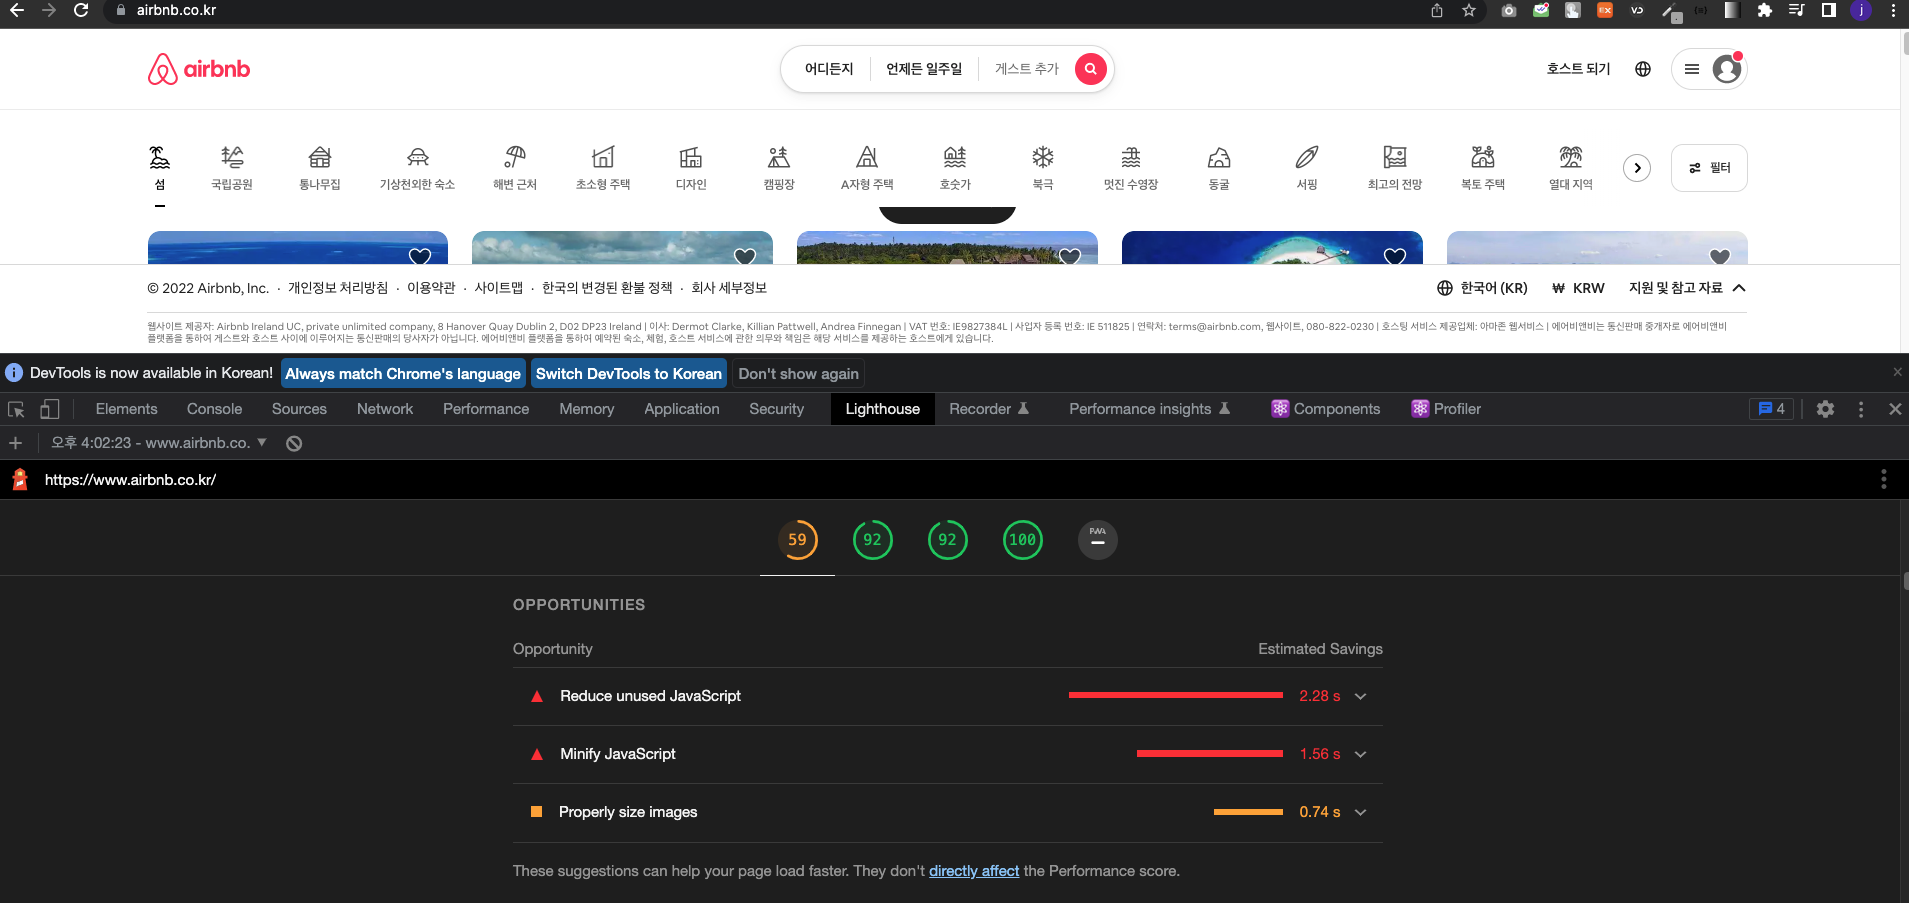 airbnb.co.kr
airbnb
어디든지 언제든 일주일 게스트 추가
호스트 되기
섬 국립공원 통나무집 기상천외한 숙소 해변 근처 초소형 주택 디자인 캠핑장 A자형 주택 호숫가 북극 멋진 수영장 동굴 서핑 최고의 전망 복토 주택 열대 지역 필터
© 2022 Airbnb, Inc. · 개인정보 처리방침 · 이용약관 · 사이트맵 · 한국의 변경된 환불 정책 · 회사 세부정보 한국어 (KR) ₩ KRW 지원 및 참고 자료
웹사이트 제공자: Airbnb Ireland UC, private unlimited company, 8 Hanover Quay Dublin 2, D02 DP23 Ireland | 이사: Dermot Clarke, Killian Pattwell, Andrea Finnegan | VAT 번호: IE9827384L | 사업자 등록 번호: IE 511825 | 연락처: terms@airbnb.com, 웹사이트, 080-822-0230 | 호스팅 서비스 제공업체: 아마존 웹서비스 | 에어비앤비는 통신판매 중개자로 에어비앤비
플랫폼을 통하여 게스트와 호스트 사이에 이루어지는 통신판매의 당사자가 아닙니다. 에어비앤비 플랫폼을 통하여 예약된 숙소, 체험, 호스트 서비스에 관한 의무와 책임은 해당 서비스를 제공하는 호스트에게 있습니다.
DevTools is now available in Korean! Always match Chrome's language Switch DevTools to Korean Don't show again
Elements Console Sources Network Performance Memory Application Security Lighthouse Recorder Performance insights Components Profiler 4
오후 4:02:23 - www.airbnb.co.
https://www.airbnb.co.kr/
59 92 92 100 PWA
OPPORTUNITIES
Opportunity Estimated Savings
Reduce unused JavaScript 2.28 s
Minify JavaScript 1.56 s
Properly size images 0.74 s
These suggestions can help your page load faster. They don't directly affect the Performance score.